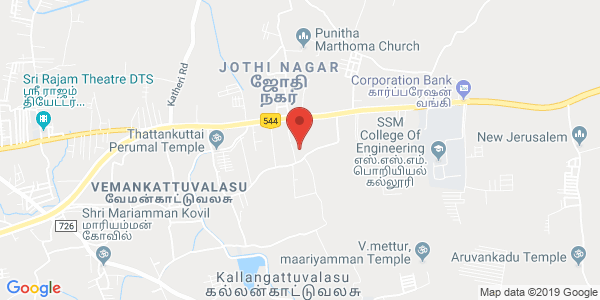 Punitha
Marthoma Church
JOTHI NAGAR
ஜோதி
நகர்
Sri Rajam Theatre DTS
ஸ்ரீ ராஜம்
தியேட்டர்...
Katheri Rd
Corporation Bank
கார்ப்பரேஷன்
வங்கி
544
Thattankuttai
Perumal Temple
SSM
College Of
Engineering
எஸ்.எஸ்.எம்.
பொறியியல்
கல்லூரி
New Jerusalem
VEMANKATTUVALASU
வேமன்காட்டுவலசு
Shri Mariamman Kovil
மாரியம்மன்
கோவில்
726
V.mettur,
maariyamman Temple
Aruvankadu Temple
Kallangattuvalasu
கல்லன்காட்டுவலசு
Google
Map data ©2019 Google